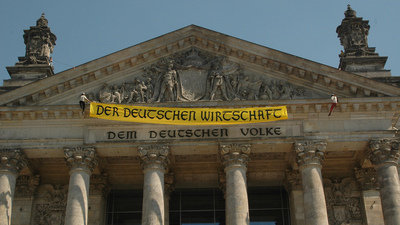 DER DEUTSCHEN WIRTSCHAFT
DEM DEUTSCHEN VOLKE